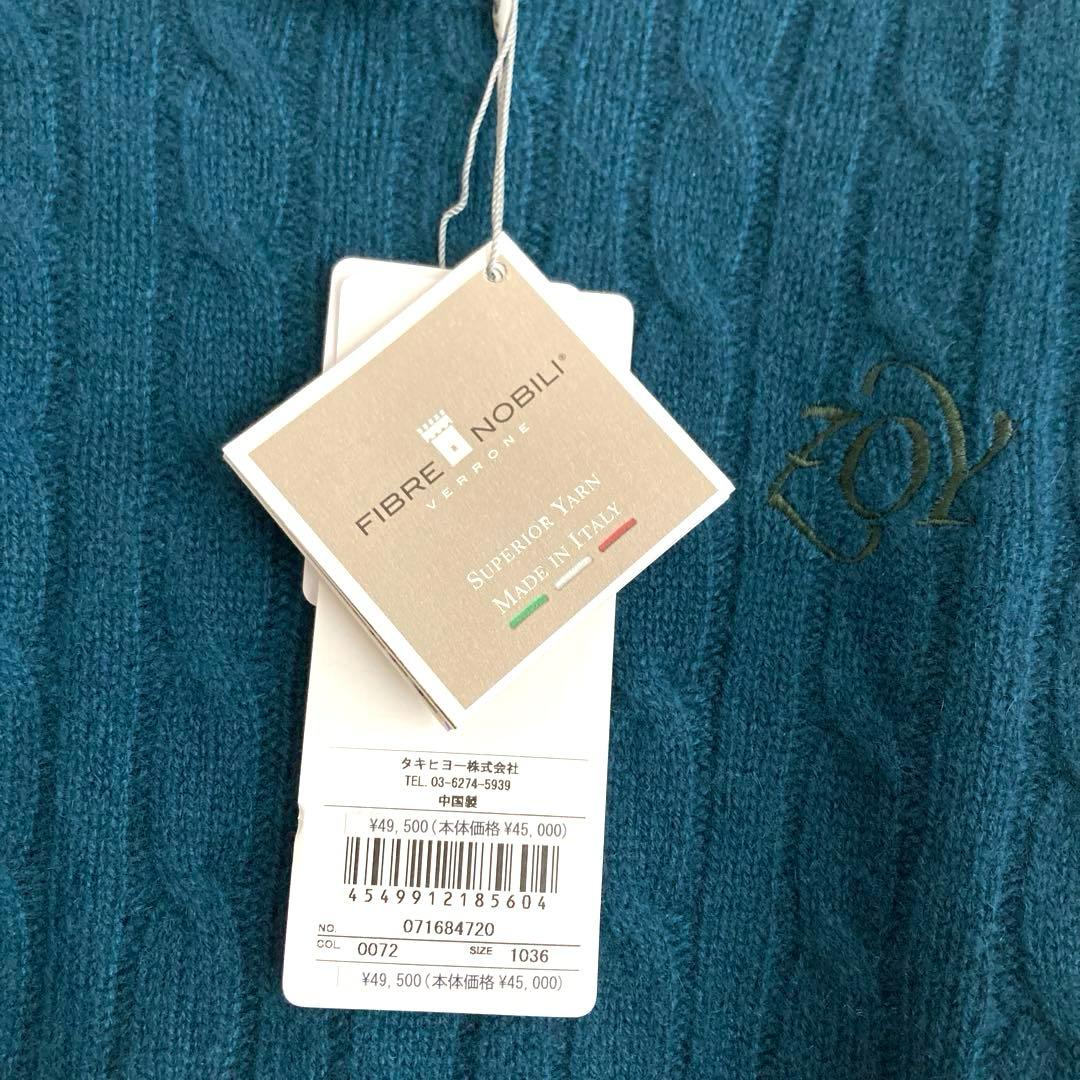 FIBRE NOBILI®
VERRONE
SUPERIOR YARN
MADE IN ITALY
ZOY
タキヒヨー株式会社
TEL. 03-6274-5939
中国製
¥49,500(本体価格 ¥45,000)
4549912185604
NO. 071684720
COL 0072 SIZE 1036
¥49,500(本体価格 ¥45,000)